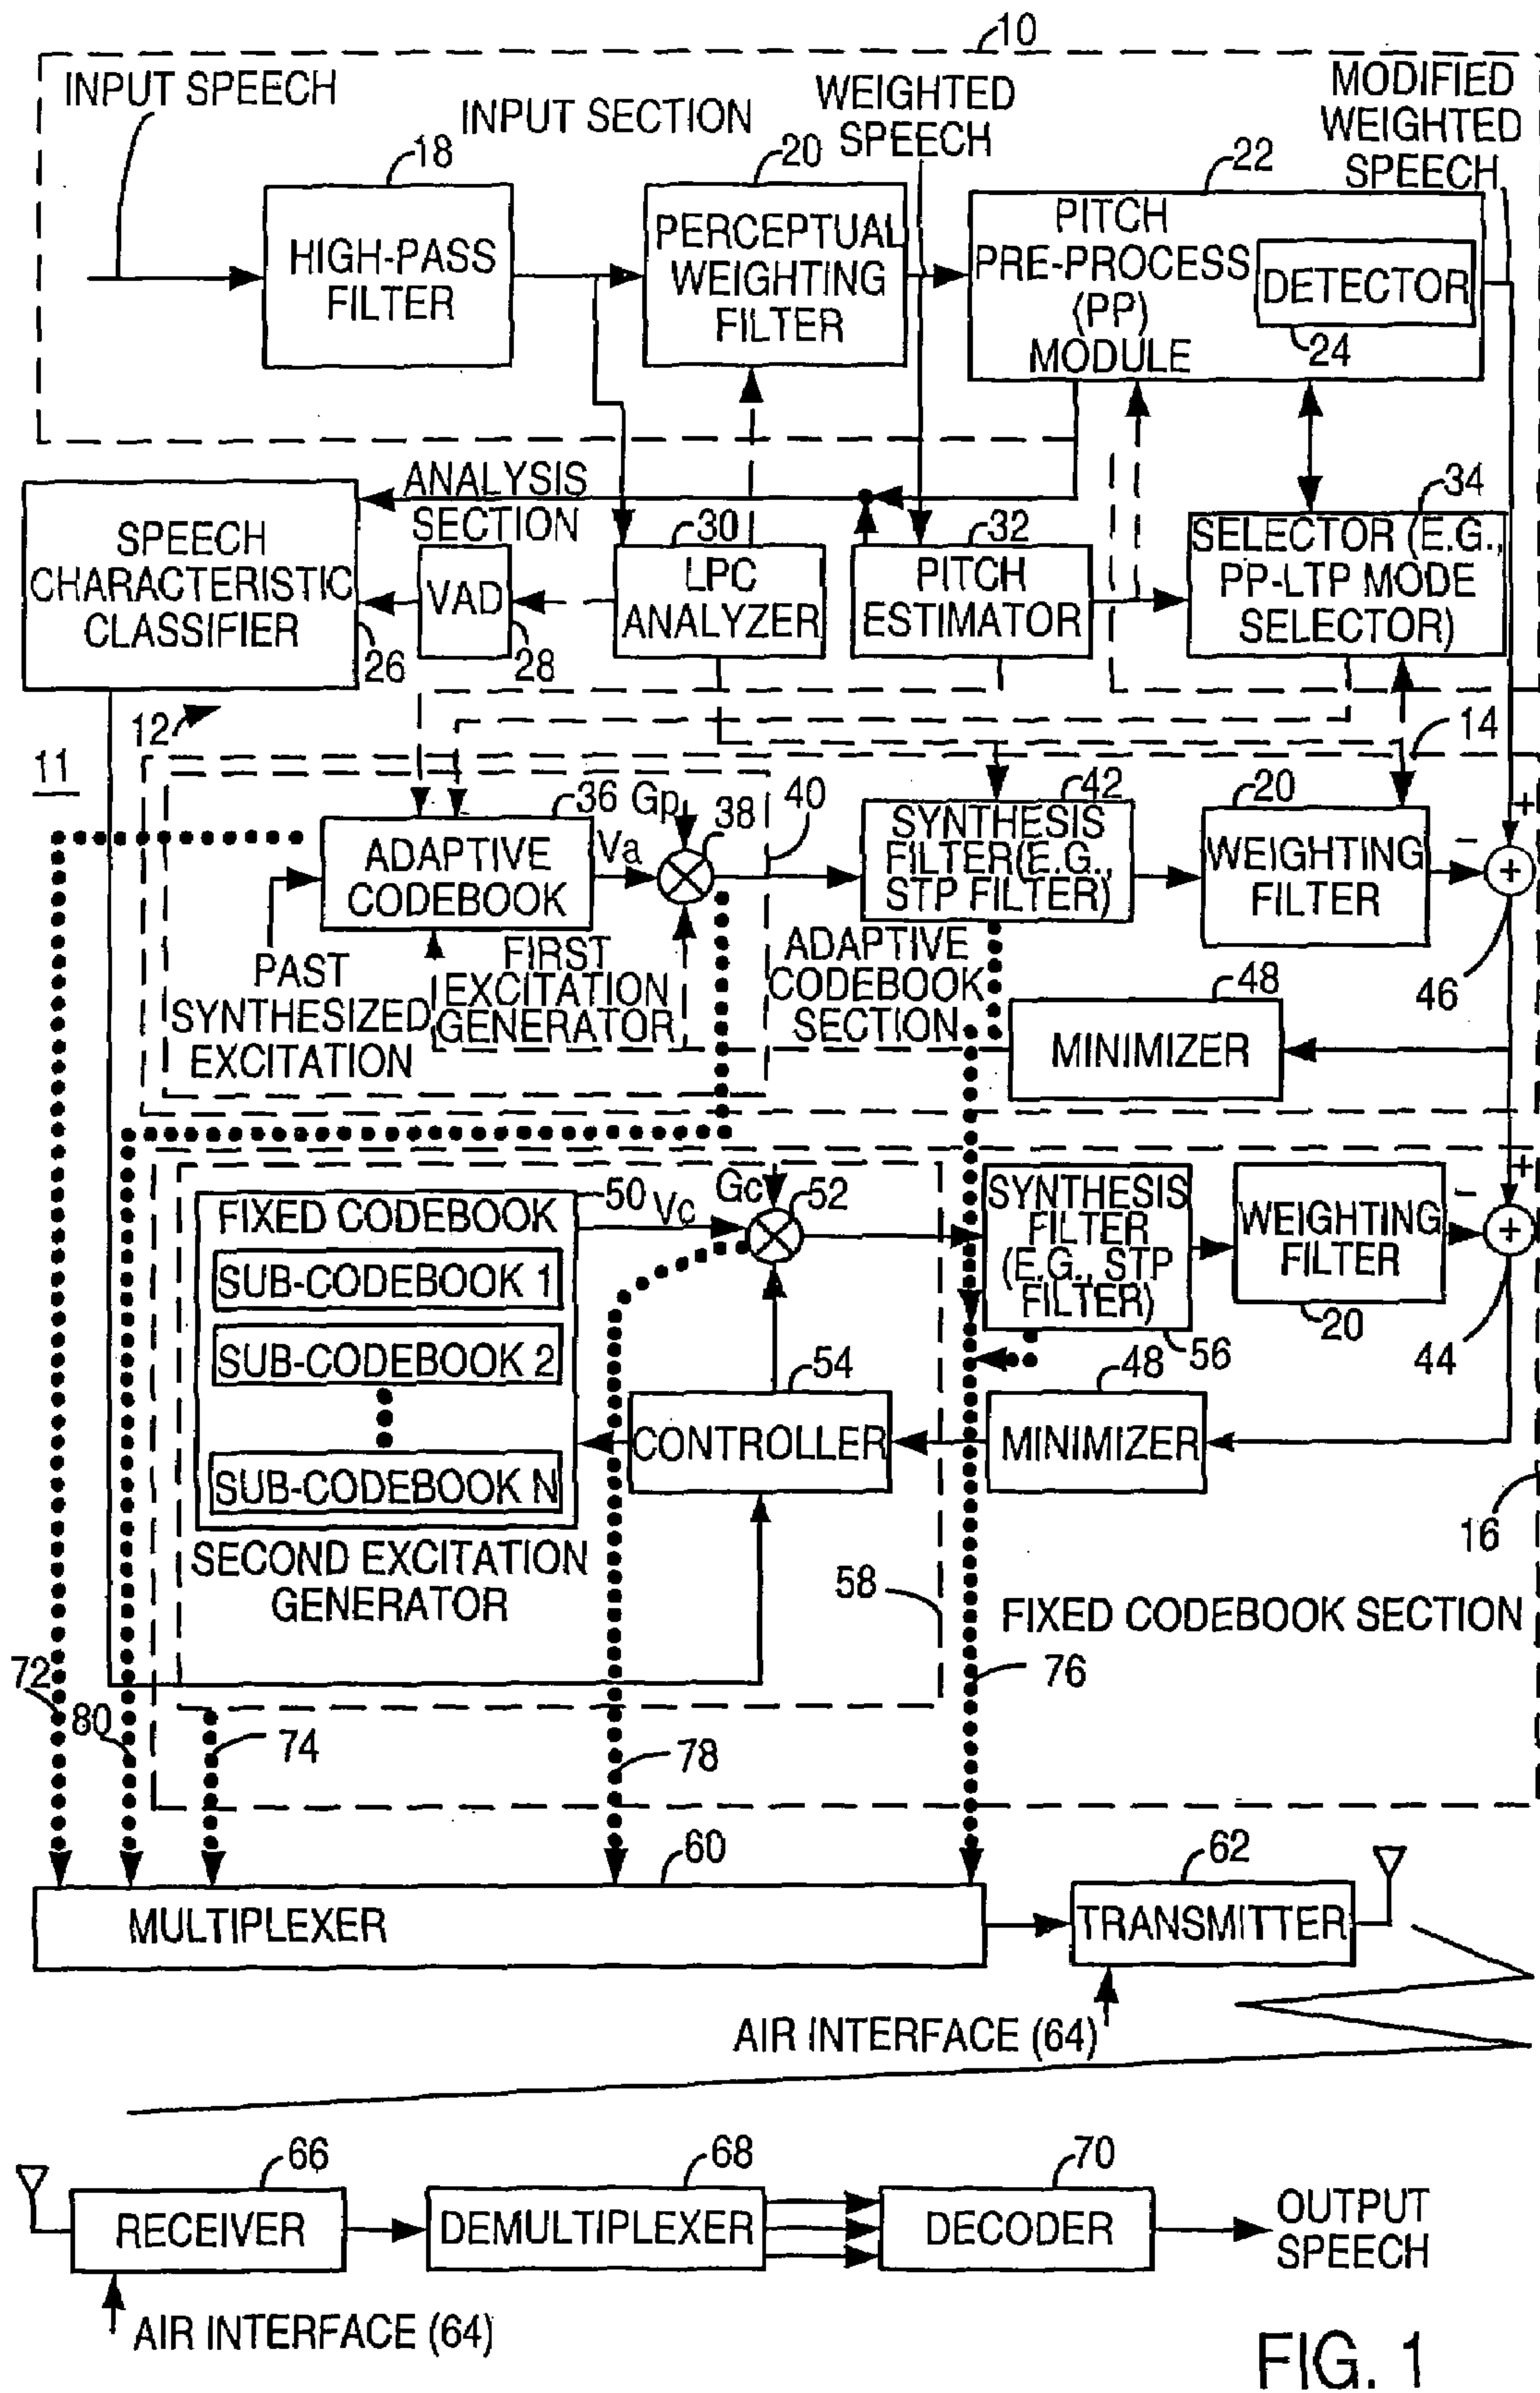 10
INPUT SPEECH
INPUT SECTION
WEIGHTED
SPEECH
MODIFIED
WEIGHTED
SPEECH
18
20
22
HIGH-PASS
FILTER
PERCEPTUAL
WEIGHTING
FILTER
PITCH
PRE-PROCESS
(PP)
MODULE
DETECTOR
24
ANALYSIS
SECTION
30
32
34
SPEECH
CHARACTERISTIC
CLASSIFIER
26
VAD
28
LPC
ANALYZER
PITCH
ESTIMATOR
SELECTOR (E.G.,
PP-LTP MODE
SELECTOR)
12
11
14
36
Gp
38
40
42
20
ADAPTIVE
CODEBOOK
Va
SYNTHESIS
FILTER(E.G.,
STP FILTER)
WEIGHTING
FILTER
+
-
+
46
PAST
SYNTHESIZED
EXCITATION
FIRST
EXCITATION
GENERATOR
ADAPTIVE
CODEBOOK
SECTION
48
MINIMIZER
50
Vc
Gc
52
FIXED CODEBOOK
SUB-CODEBOOK 1
SUB-CODEBOOK 2
SUB-CODEBOOK N
SYNTHESIS
FILTER
(E.G., STP
FILTER)
56
WEIGHTING
FILTER
20
+
-
+
44
54
CONTROLLER
48
MINIMIZER
16
SECOND EXCITATION
GENERATOR
58
FIXED CODEBOOK SECTION
72
80
74
78
76
60
MULTIPLEXER
62
TRANSMITTER
AIR INTERFACE (64)
66
RECEIVER
68
DEMULTIPLEXER
70
DECODER
OUTPUT
SPEECH
AIR INTERFACE (64)
FIG. 1